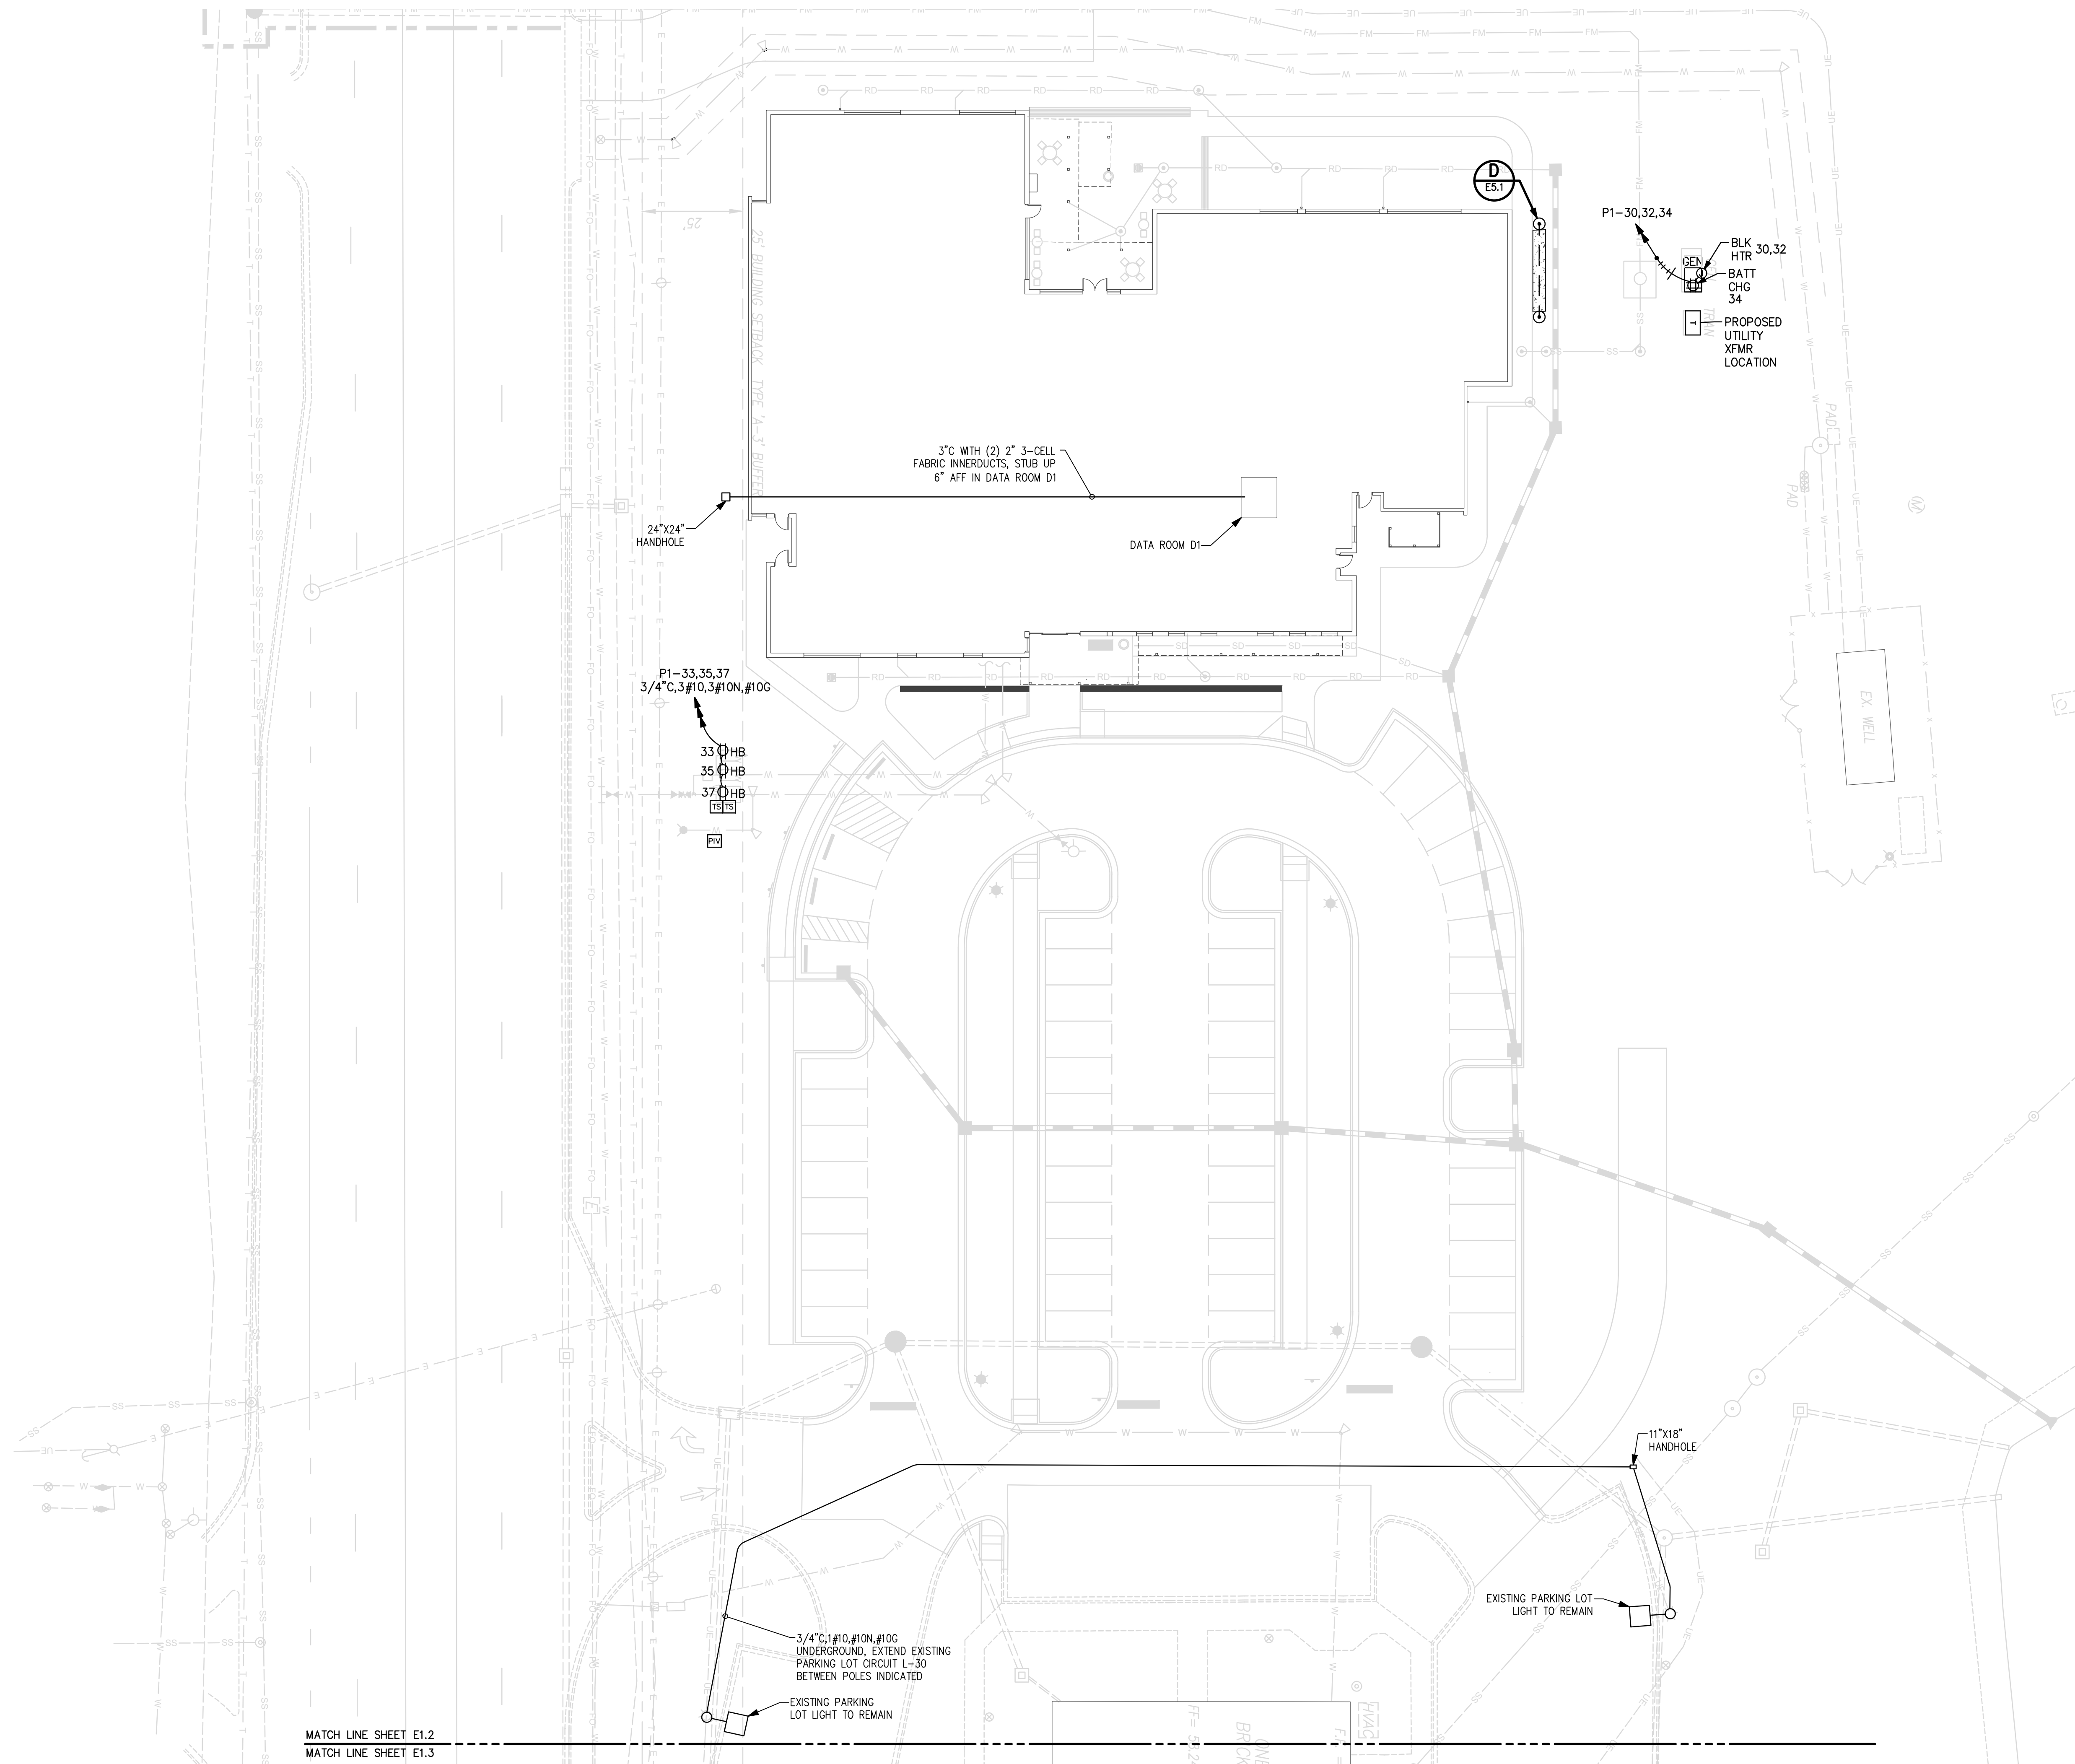 D
E5.1
P1-30,32,34
GEN
BLK
HTR
30,32
BATT
CHG
34
TRAN
T
PROPOSED
UTILITY
XFMR
LOCATION
25'
25' BUILDING SETBACK TYPE 'A-3' BUFFER
3"C WITH (2) 2" 3-CELL
FABRIC INNERDUCTS, STUB UP
6" AFF IN DATA ROOM D1
24"X24"
HANDHOLE
DATA ROOM D1
PAD
PAD
(W)
EX. WELL
P1-33,35,37
3/4"C,3#10,3#10N,#10G
33 HB
35 HB
37 HB
TS TS
PIV
11"X18"
HANDHOLE
EXISTING PARKING LOT
LIGHT TO REMAIN
3/4"C,1#10,#10N,#10G
UNDERGROUND, EXTEND EXISTING
PARKING LOT CIRCUIT L-30
BETWEEN POLES INDICATED
EXISTING PARKING
LOT LIGHT TO REMAIN
HVAC
BRICK
MATCH LINE SHEET E1.2
MATCH LINE SHEET E1.3